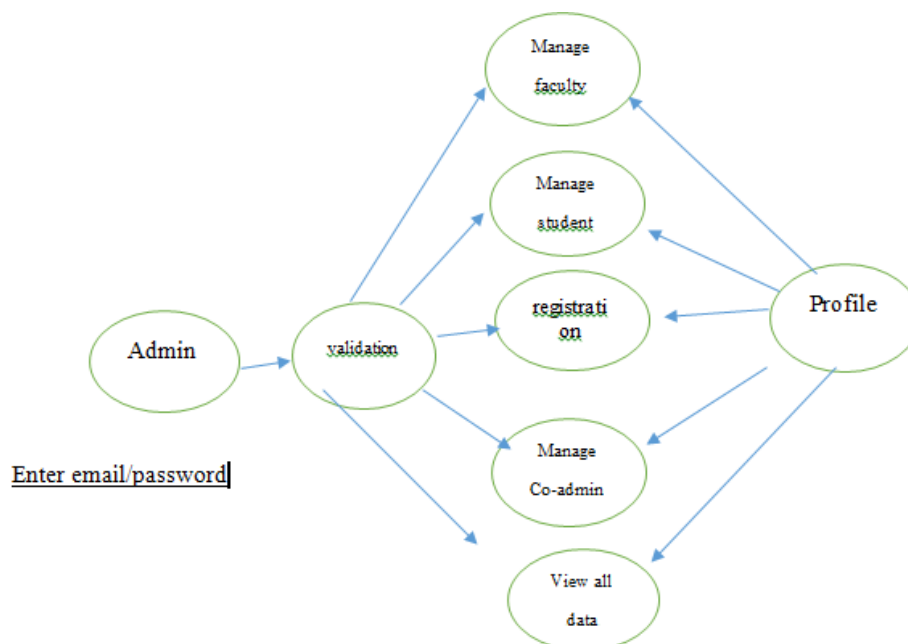 Manage
faculty
Manage
student
registrati
on
Profile
Admin
validation
Enter email/password
Manage
Co-admin
View all
data